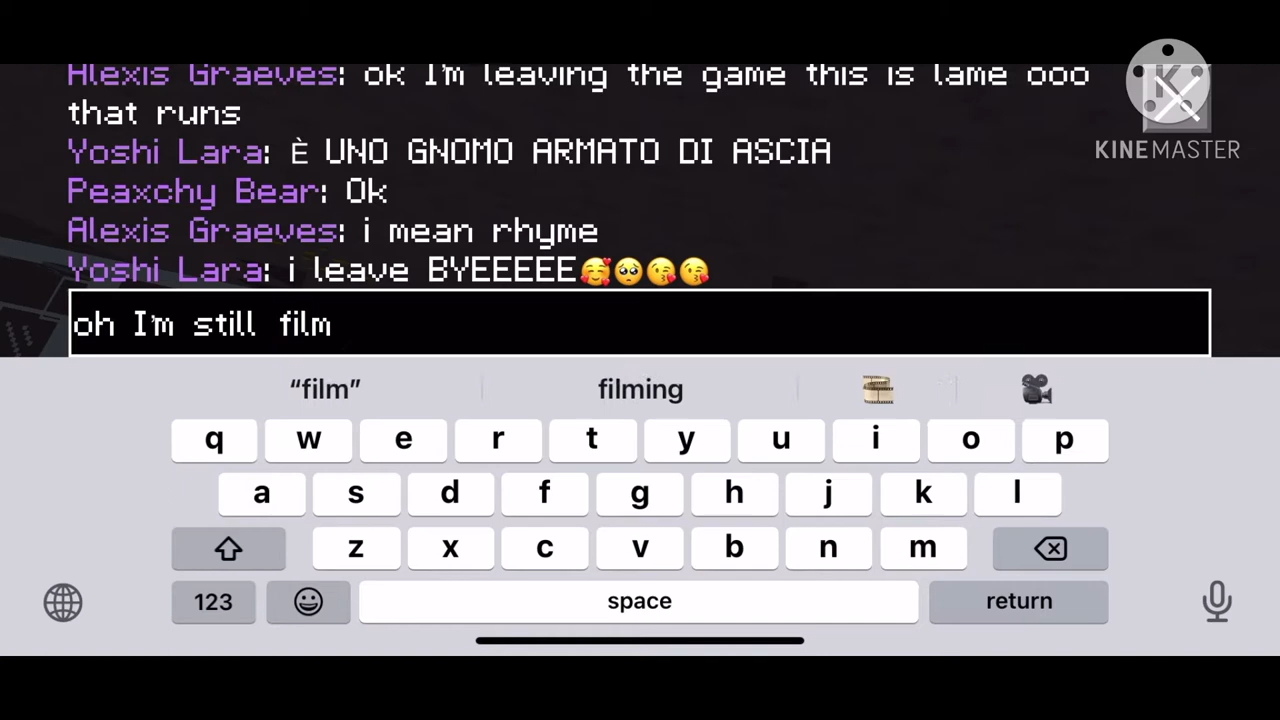 Alexis Graeves: ok I'm leaving the game this is lame ooo
that runs
Yoshi Lara: È UNO GNOMO ARMATO DI ASCIA
Peaxchy Bear: Ok
Alexis Graeves: i mean rhyme
Yoshi Lara: i leave BYEEEEE🥰🥺😘😘
oh I'm still film
“film” filming 🎞️ 🎥
q w e r t y u i o p
a s d f g h j k l
z x c v b n m
123 space return
K
KINEMASTER